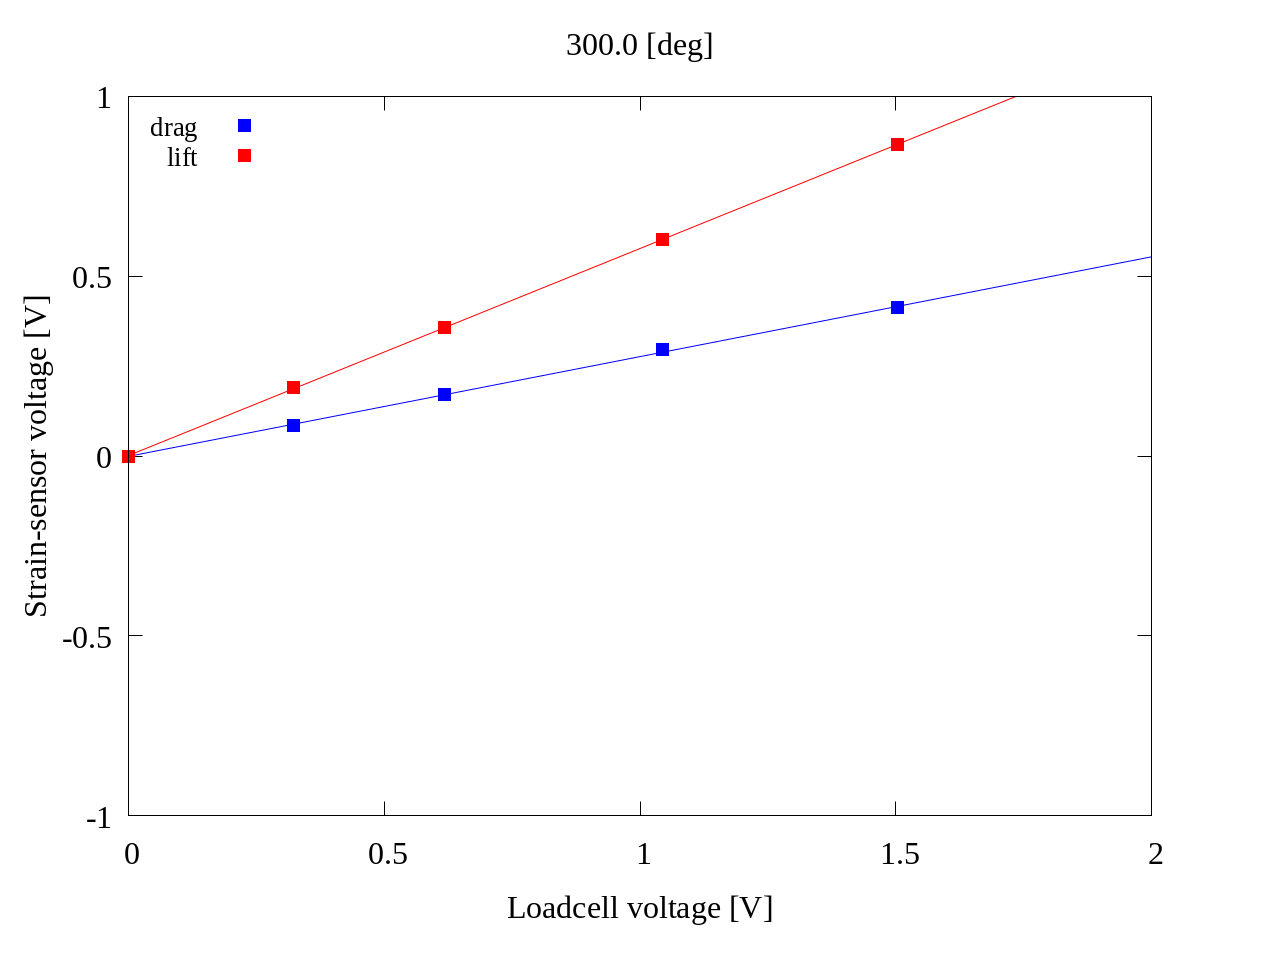 300.0 [deg]
drag
lift
1
0.5
0
-0.5
-1
Strain-sensor voltage [V]
0 0.5 1 1.5 2
Loadcell voltage [V]